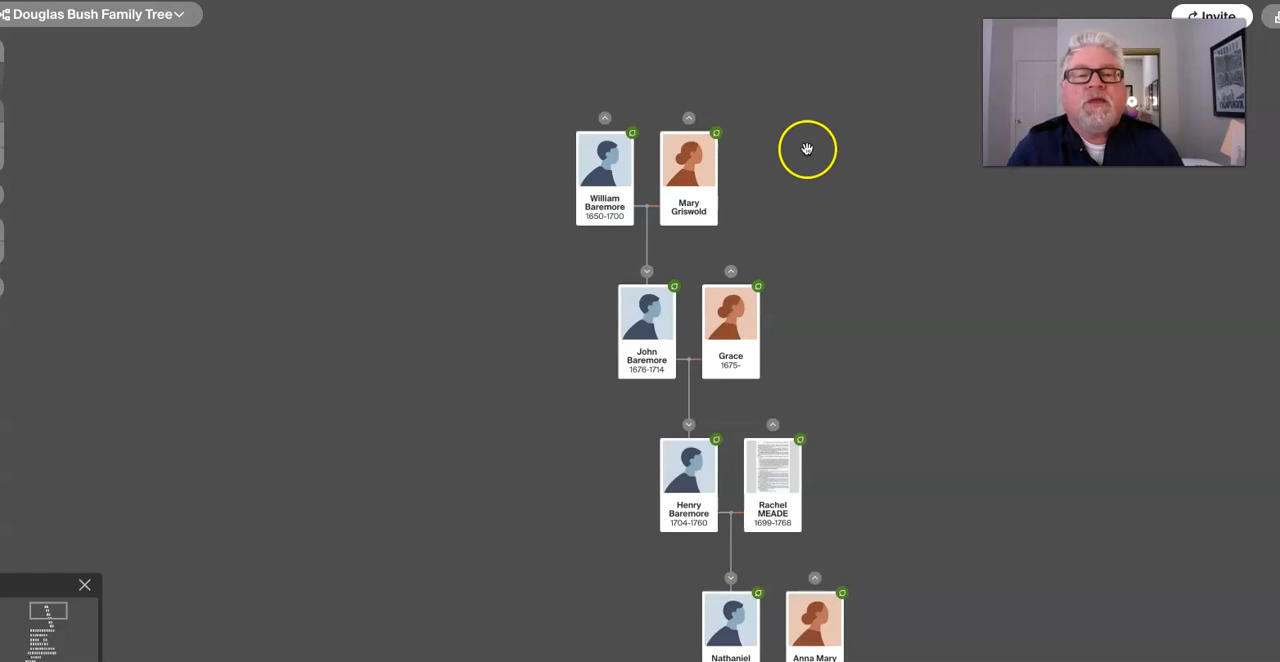 Douglas Bush Family Tree
Invite
William
Baremore
1650-1700
Mary
Griswold
John
Baremore
1676-1714
Grace
1675-
Henry
Baremore
1704-1760
Rachel
MEADE
1699-1768
Nathaniel
Anna Mary